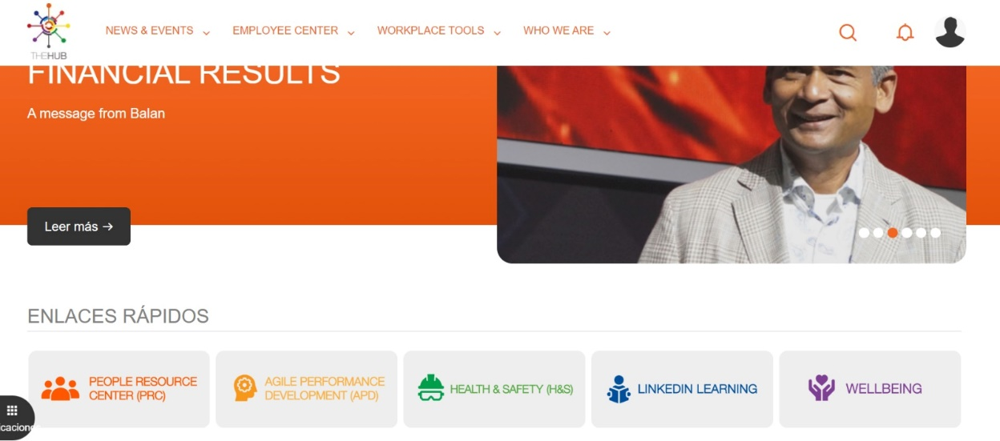 THEHUB
NEWS & EVENTS
EMPLOYEE CENTER
WORKPLACE TOOLS
WHO WE ARE
FINANCIAL RESULTS
A message from Balan
Leer más →
ENLACES RÁPIDOS
PEOPLE RESOURCE
CENTER (PRC)
AGILE PERFORMANCE
DEVELOPMENT (APD)
HEALTH & SAFETY (H&S)
LINKEDIN LEARNING
WELLBEING